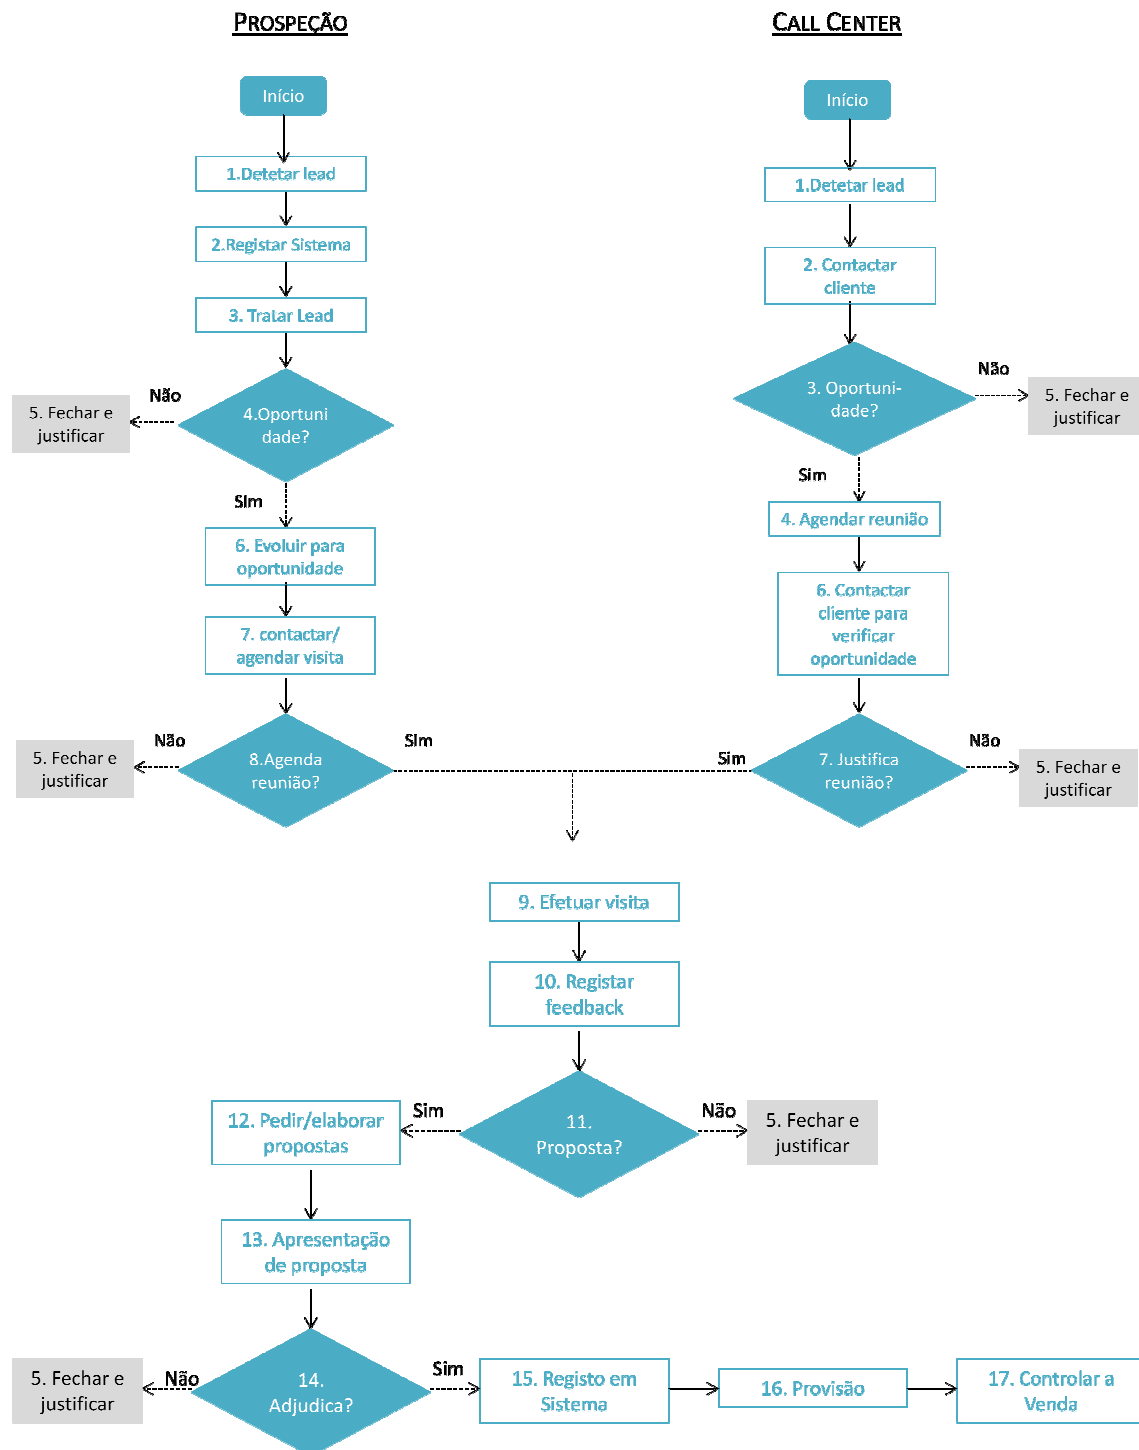 PROSPEÇÃO
CALL CENTER
Início
Início
1.Detetar lead
1.Detetar lead
2.Registar Sistema
2. Contactar
cliente
3. Tratar Lead
Não
Não
4.Oportuni
dade?
3. Oportuni-
dade?
5. Fechar e
justificar
5. Fechar e
justificar
Sim
Sim
4. Agendar reunião
6. Evoluir para
oportunidade
6. Contactar
cliente para
verificar
oportunidade
7. contactar/
agendar visita
Não
Sim
Sim
Não
5. Fechar e
justificar
8.Agenda
reunião?
7. Justifica
reunião?
5. Fechar e
justificar
9. Efetuar visita
10. Registar
feedback
Sim
Não
12. Pedir/elaborar
propostas
11.
Proposta?
5. Fechar e
justificar
13. Apresentação
de proposta
Não
Sim
5. Fechar e
justificar
14.
Adjudica?
15. Registo em
Sistema
16. Provisão
17. Controlar a
Venda